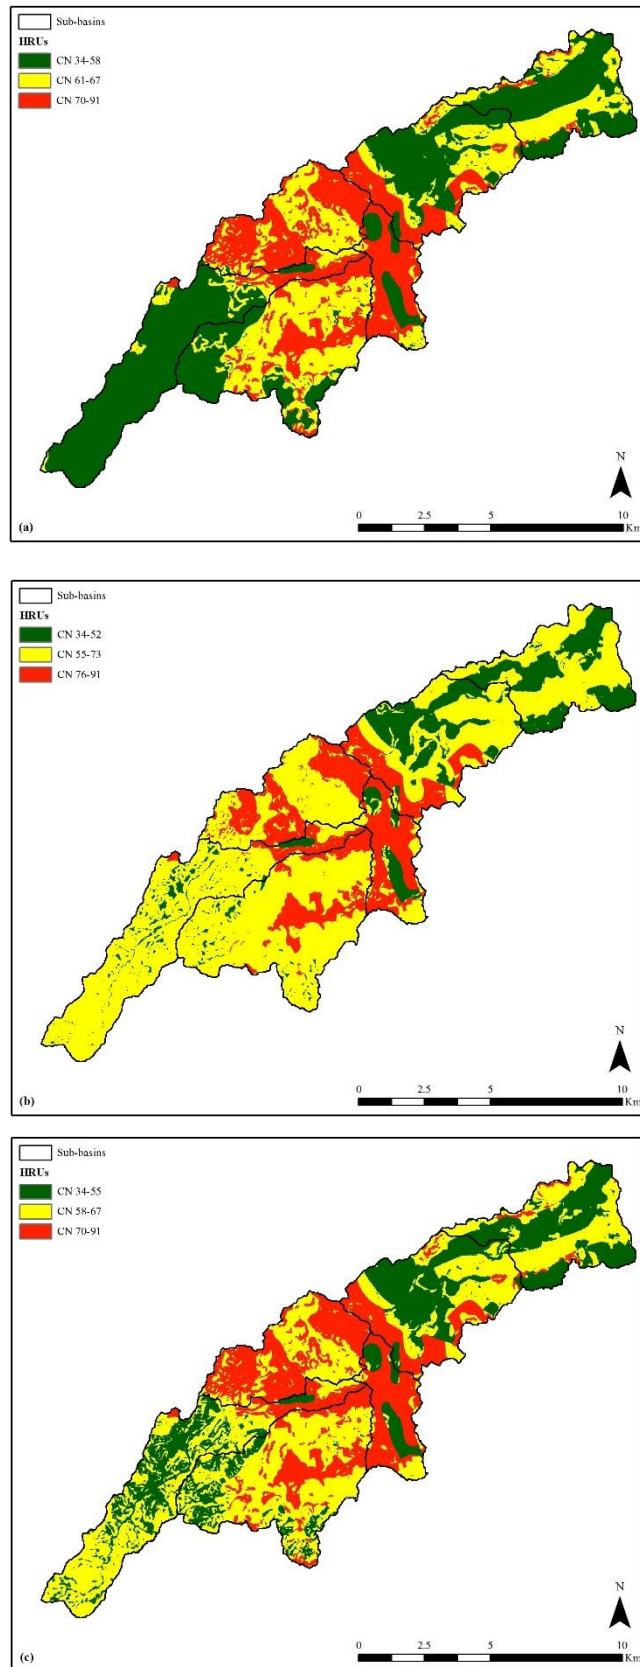 Sub-basins
HRUs
CN 34-58
CN 61-67
CN 70-91
N
0 2.5 5 10
Km
(a)
Sub-basins
HRUs
CN 34-52
CN 55-73
CN 76-91
N
0 2.5 5 10
Km
(b)
Sub-basins
HRUs
CN 34-55
CN 58-67
CN 70-91
N
0 2.5 5 10
Km
(c)